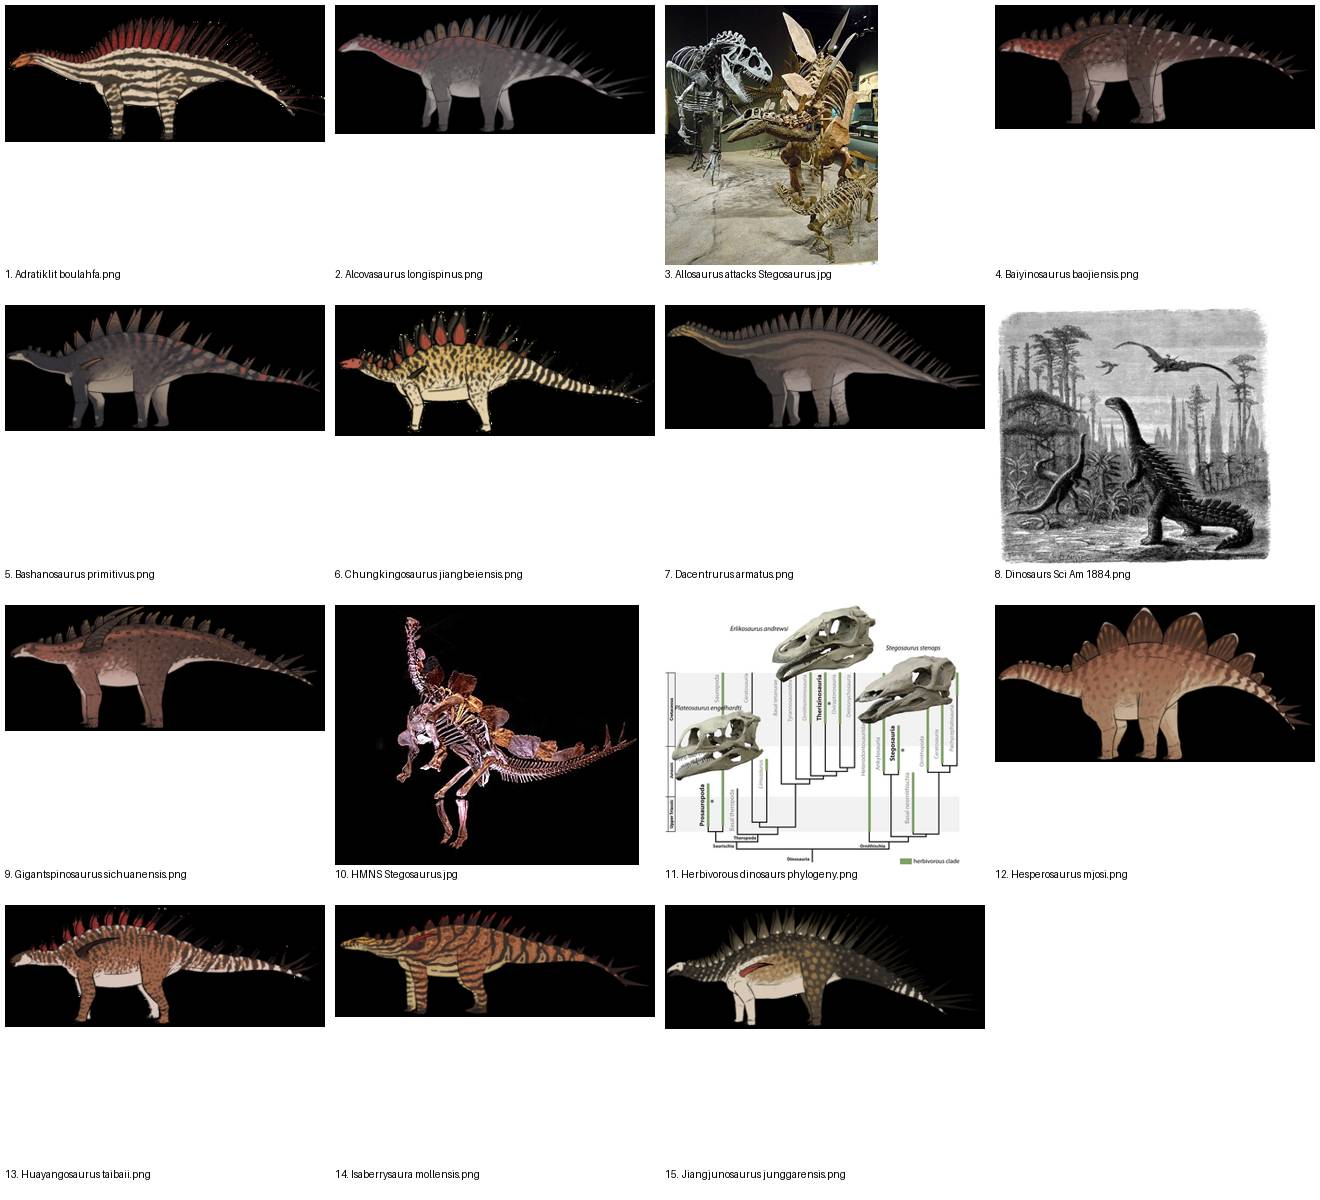 1. Adratiklit boulahfa.png
2. Alcovasaurus longispinus.png
3. Allosaurus attacks Stegosaurus.jpg
4. Baiyinosaurus baojiensis.png
5. Bashanosaurus primitivus.png
6. Chungkingosaurus jiangbeiensis.png
7. Dacentrurus armatus.png
8. Dinosaurs Sci Am 1884.png
Erlikosaurus andrewsi
Stegosaurus stenops
Plateosaurus engelhardti
Therizinosauria
Stegosauria
Prosauropoda
Theropoda
Saurischia
Ornithischia
Dinosauria
herbivorous clade
9. Gigantspinosaurus sichuanensis.png
10. HMNS Stegosaurus.jpg
11. Herbivorous dinosaurs phylogeny.png
12. Hesperosaurus mjosi.png
13. Huayangosaurus taibaii.png
14. Isaberrysaura mollensis.png
15. Jiangjunosaurus junggarensis.png